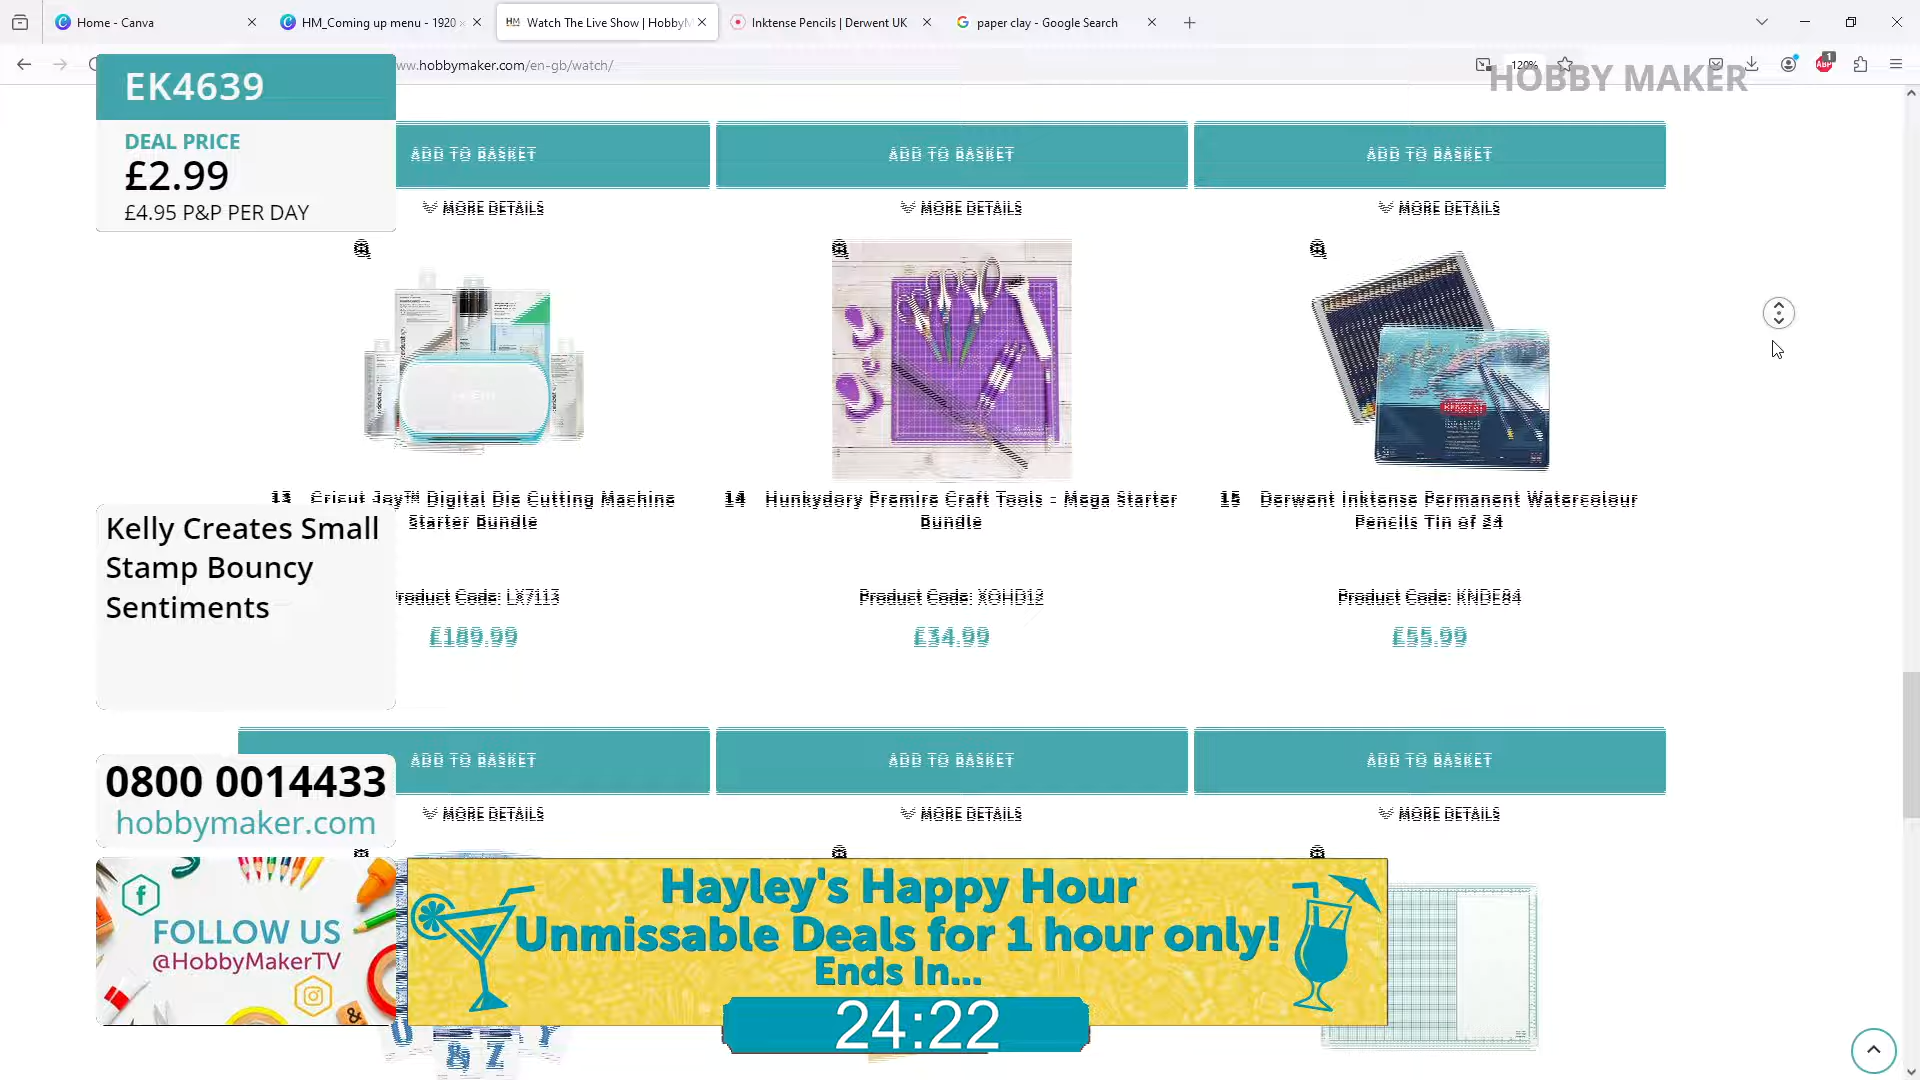 Home - Canva
HM_Coming up menu - 1920
Watch The Live Show | HobbyM
Inktense Pencils | Derwent UK
paper clay - Google Search
ww.hobbymaker.com/en-gb/watch/
120%
HOBBY MAKER
EK4639
DEAL PRICE
£2.99
£4.95 P&P PER DAY
ADD TO BASKET
ADD TO BASKET
ADD TO BASKET
MORE DETAILS
MORE DETAILS
MORE DETAILS
13 Cricut Joy™ Digital Die Cutting Machine
Starter Bundle
14 Hunkydory Premire Craft Tools - Mega Starter
Bundle
15 Derwent Inktense Permanent Watercolour
Pencils Tin of 24
Kelly Creates Small
Stamp Bouncy
Sentiments
roduct Code: LX7113
Product Code: XOHD12
Product Code: KNDE84
£189.99
£34.99
£55.99
ADD TO BASKET
ADD TO BASKET
ADD TO BASKET
0800 0014433
hobbymaker.com
MORE DETAILS
MORE DETAILS
MORE DETAILS
FOLLOW US
@HobbyMakerTV
Hayley's Happy Hour
Unmissable Deals for 1 hour only!
Ends In...
24:22